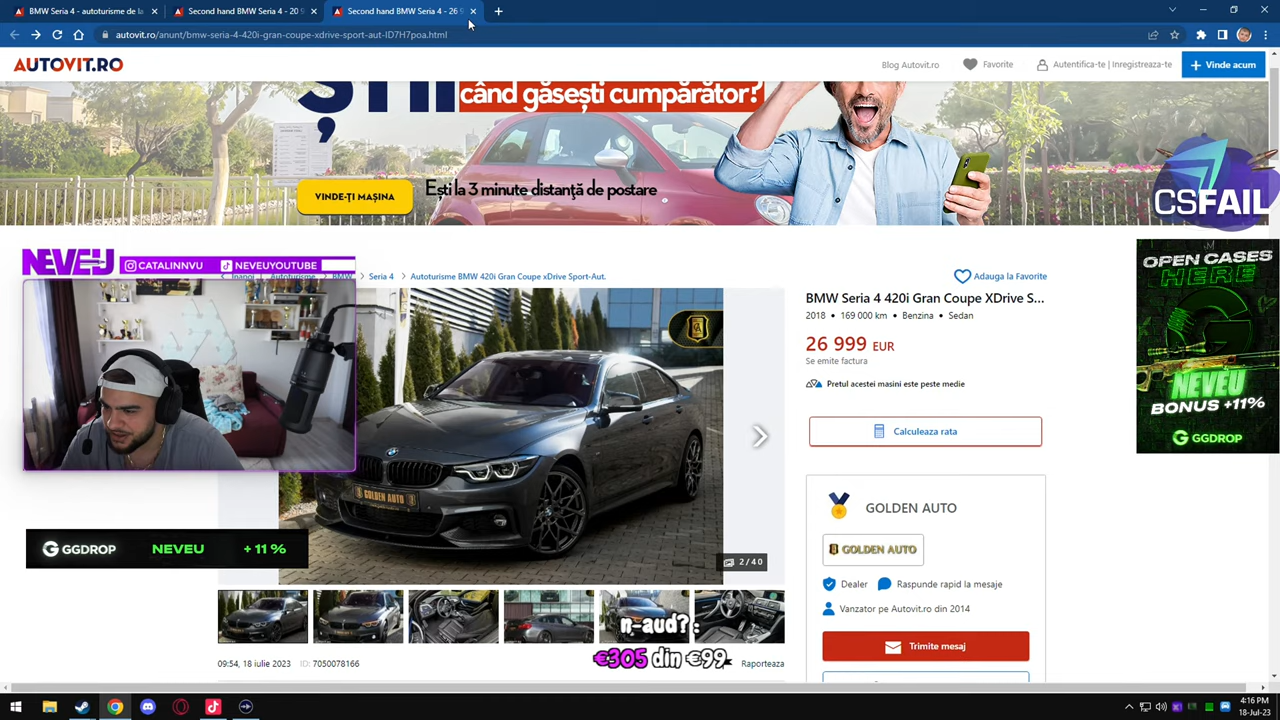 BMW Seria 4 - autoturisme de la
Second hand BMW Seria 4 - 20 9
Second hand BMW Seria 4 - 26 9
autovit.ro/anunt/bmw-seria-4-420i-gran-coupe-xdrive-sport-aut-ID7H7poa.html
AUTOVIT.RO
Blog Autovit.ro
Favorite
Autentifica-te | Inregistreaza-te
+ Vinde acum
ȘTII
când găsești cumpărător?
VINDE-ȚI MAȘINA
Ești la 3 minute distanță de postare
CSFAIL
NEVEU
CATALINNVU
NEVEUYOUTUBE
Inapoi
Autoturisme
BMW
Seria 4
Autoturisme BMW 420i Gran Coupe xDrive Sport-Aut.
Adauga la Favorite
BMW Seria 4 420i Gran Coupe XDrive S...
2018 • 169 000 km • Benzina • Sedan
26 999 EUR
Se emite factura
Pretul acestei masini este peste medie
Calculeaza rata
OPEN CASES
HERE
NEVEU
BONUS +11%
GGDROP
GOLDEN AUTO
2/40
GGDROP
NEVEU
+ 11 %
GOLDEN AUTO
GOLDEN AUTO
Dealer
Raspunde rapid la mesaje
Vanzator pe Autovit.ro din 2014
Trimite mesaj
n-aud? :
€305 din €99
09:54, 18 iulie 2023
ID: 7050078166
Raporteaza
4:16 PM
18-Jul-23